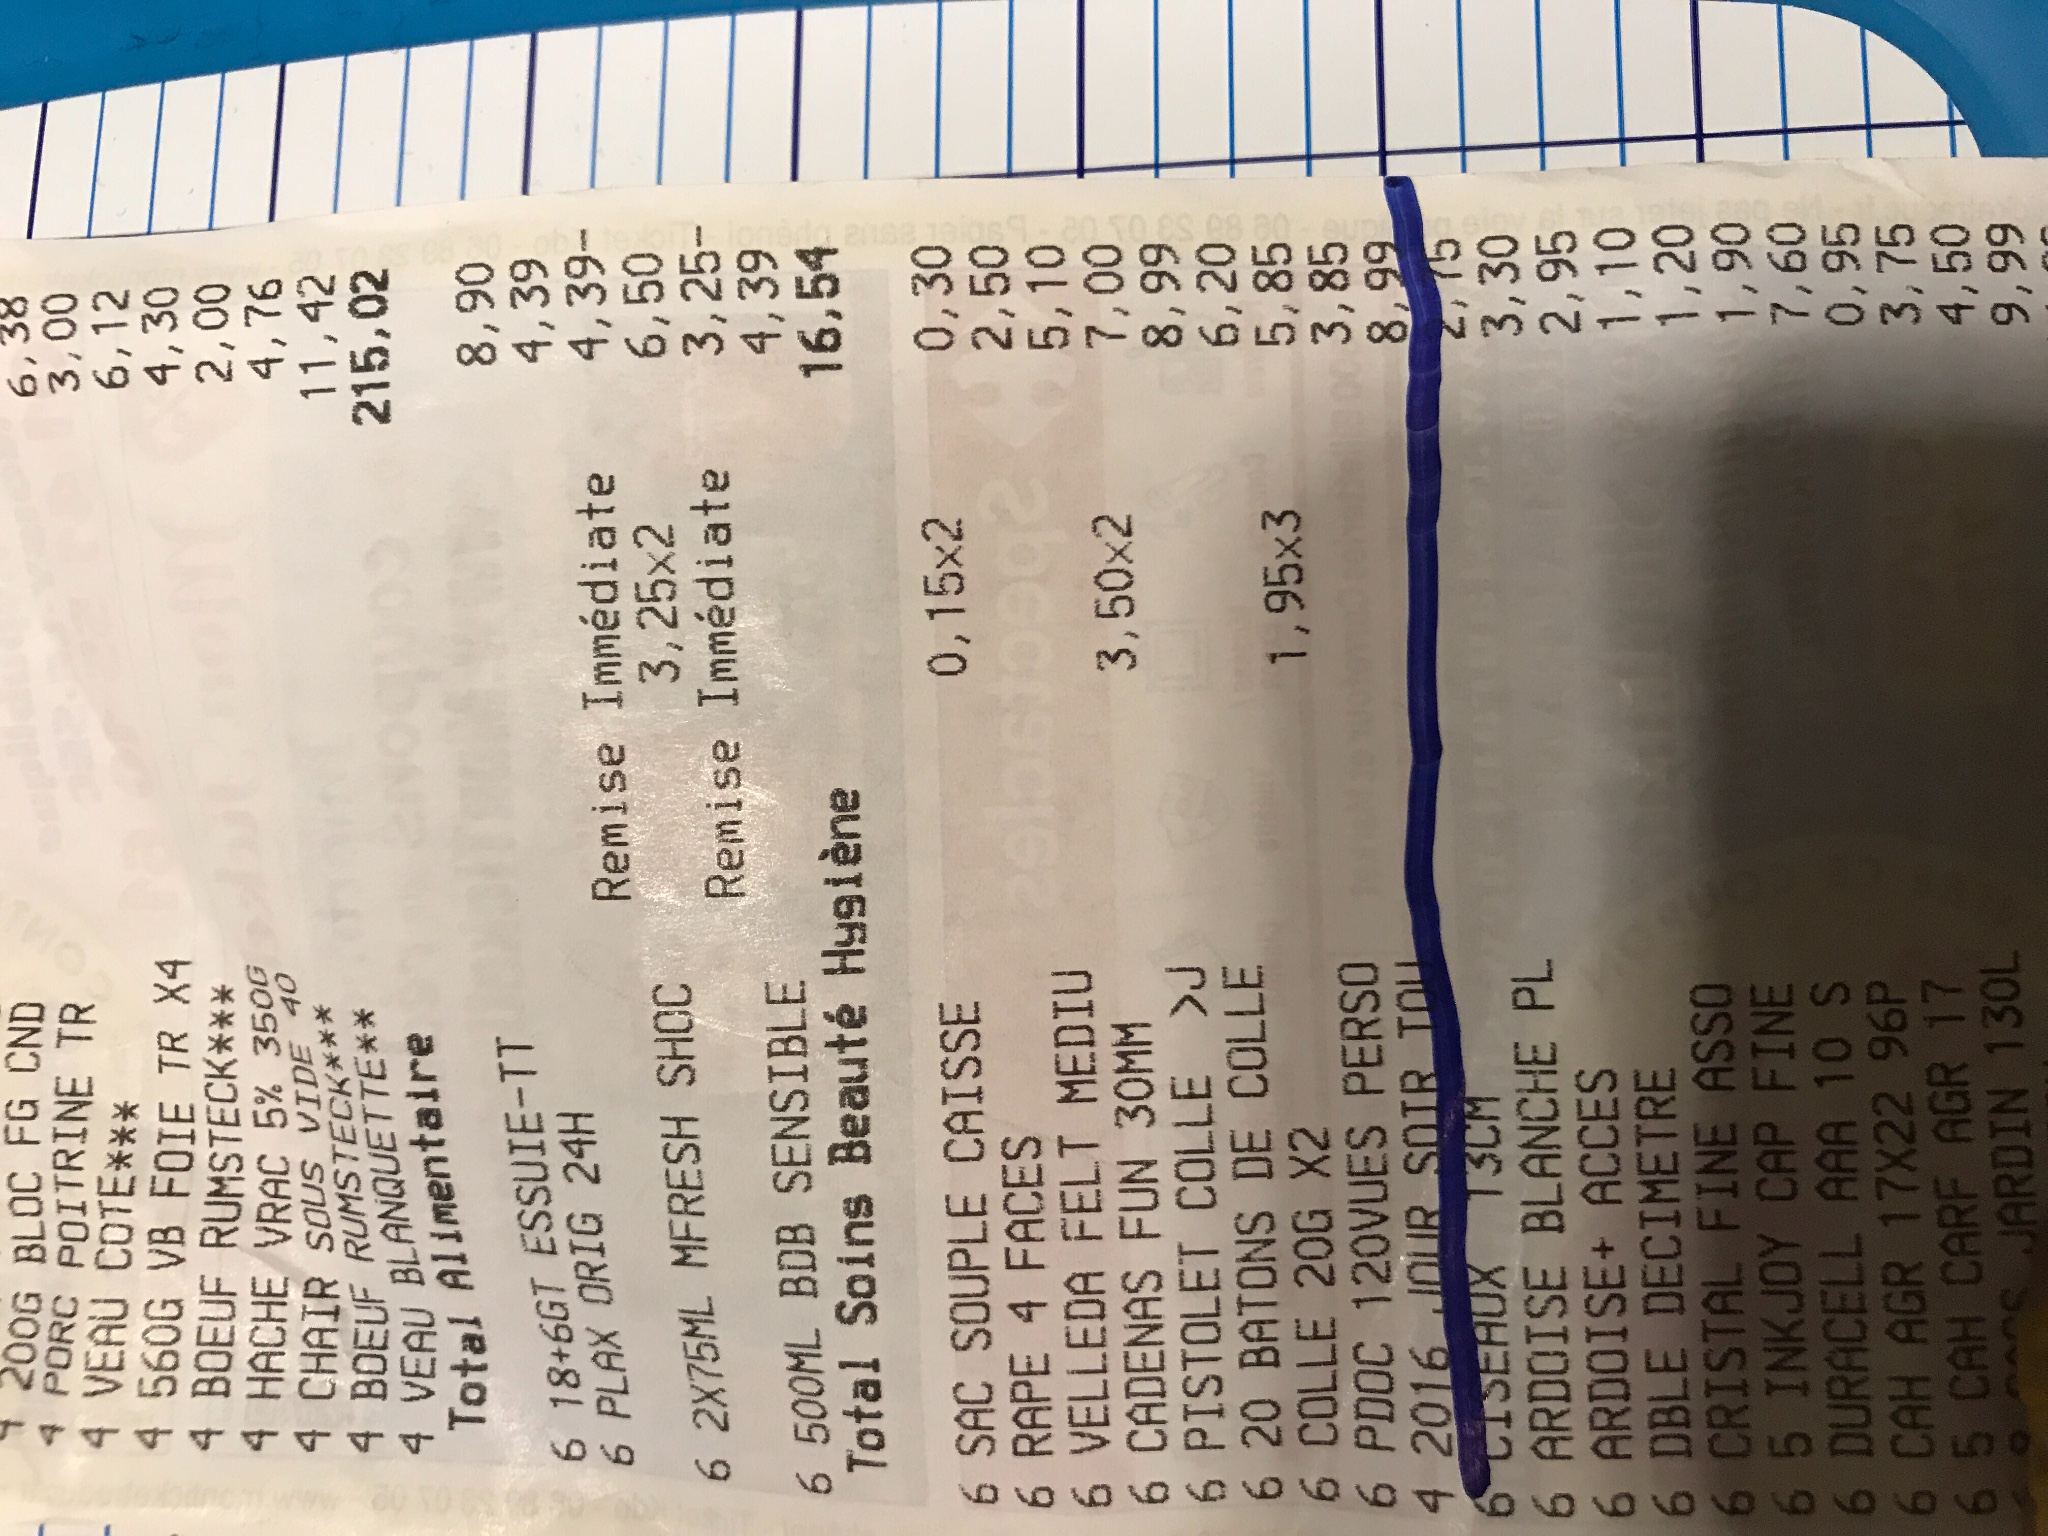 4 200G BLOC FG CND
4 PORC POITRINE TR
4 VEAU COTE*** 6,38
4 560G VB FOIE TR X4 3,00
4 BOEUF RUMSTECK*** 6,12
4 HACHE VRAC 5% 350G 4,30
4 CHAIR SOUS VIDE 40 2,00
4 BOEUF RUMSTECK*** 4,76
4 VEAU BLANQUETTE** 11,42
Total Alimentaire 215,02
6 18+6GT ESSUIE-TT 8,90
6 PLAX ORIG 24H 4,39
Remise Immédiate 4,39-
6 2X75ML MFRESH SHOC 3,25x2 6,50
Remise Immédiate 3,25-
6 500ML BDB SENSIBLE 4,39
Total Soins Beauté Hygiène 16,54
6 SAC SOUPLE CAISSE 0,15x2 0,30
6 RAPE 4 FACES 2,50
6 VELLEDA FELT MEDIU 5,10
6 CADENAS FUN 30MM 3,50x2 7,00
6 PISTOLET COLLE >J 8,99
6 20 BATONS DE COLLE 6,20
6 COLLE 20G X2 1,95x3 5,85
6 PDOC 120VUES PERSO 3,85
4 2016 JOUR SOIR TOU 8,99
6 CISEAUX 13CM 2,75
6 ARDOISE BLANCHE PL 3,30
6 ARDOISE+ ACCES 2,95
6 DBLE DECIMETRE 1,10
6 CRISTAL FINE ASSO 1,20
6 5 INKJOY CAP FINE 1,90
6 DURACELL AAA 10 S 7,60
6 CAH AGR 17X22 96P 0,95
6 5 CAH CARF AGR 17 3,75
JARDIN 130L 4,50
9,99